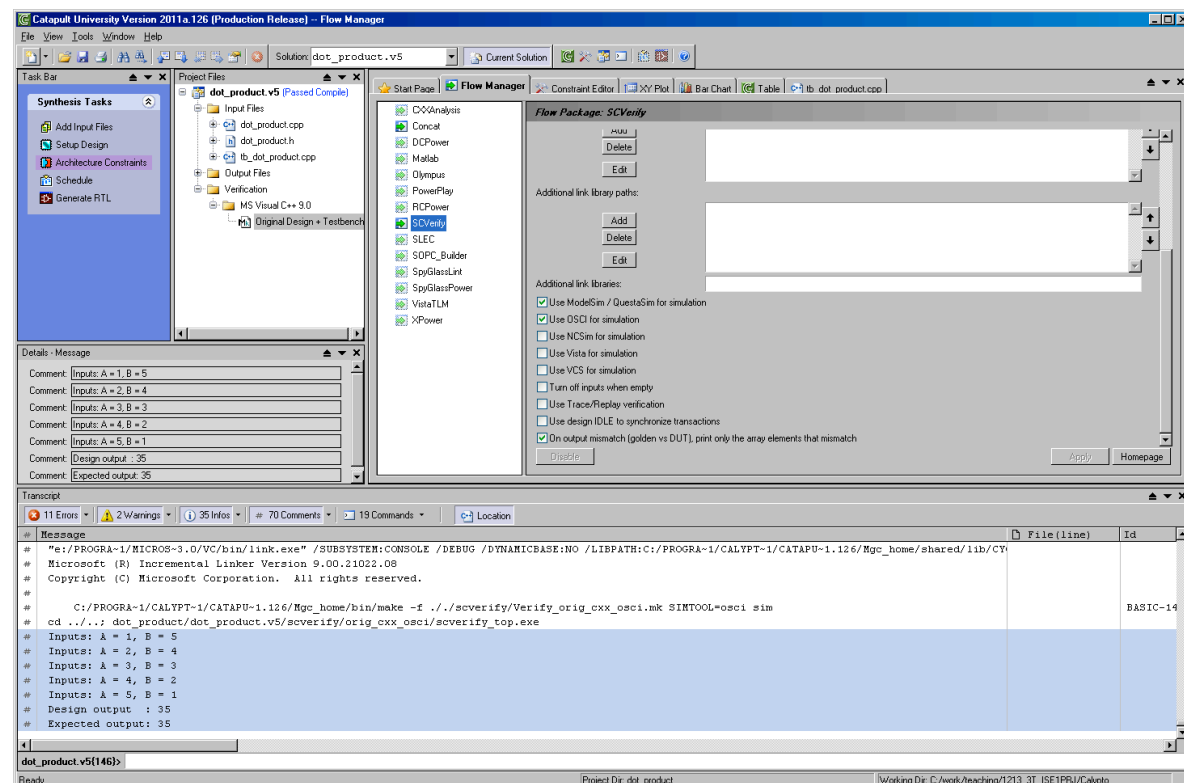 Catapult University Version 2011a.126 (Production Release) -- Flow Manager
File View Tools Window Help
Solution: dot_product.v5 Current Solution
Task Bar
Synthesis Tasks
Add Input Files
Setup Design
Architecture Constraints
Schedule
Generate RTL
Project Files
dot_product.v5 (Passed Compile)
Input Files
dot_product.cpp
dot_product.h
tb_dot_product.cpp
Output Files
Verification
MS Visual C++ 9.0
Original Design + Testbench
Start Page Flow Manager Constraint Editor XY Plot Bar Chart Table tb_dot_product.cpp
CXXAnalysis
Concat
DCPower
Matlab
Olympus
PowerPlay
RCPower
SCVerify
SLEC
SOPC_Builder
SpyGlassLint
SpyGlassPower
VistaTLM
XPower
Flow Package: SCVerify
Add
Delete
Edit
Additional link library paths:
Add
Delete
Edit
Additional link libraries:
Use ModelSim / QuestaSim for simulation
Use OSCI for simulation
Use NCSim for simulation
Use Vista for simulation
Use VCS for simulation
Turn off inputs when empty
Use Trace/Replay verification
Use design IDLE to synchronize transactions
On output mismatch (golden vs DUT), print only the array elements that mismatch
Disable Apply Homepage
Details - Message
Comment: Inputs: A = 1, B = 5
Comment: Inputs: A = 2, B = 4
Comment: Inputs: A = 3, B = 3
Comment: Inputs: A = 4, B = 2
Comment: Inputs: A = 5, B = 1
Comment: Design output : 35
Comment: Expected output: 35
Transcript
11 Errors 2 Warnings 35 Infos # 70 Comments 19 Commands Location
# Message File(line) Id
# "e:/PROGRA~1/MICROS~3.0/VC/bin/link.exe" /SUBSYSTEM:CONSOLE /DEBUG /DYNAMICBASE:NO /LIBPATH:C:/PROGRA~1/CALYPT~1/CATAPU~1.126/Mgc_home/shared/lib/CY
# Microsoft (R) Incremental Linker Version 9.00.21022.08
# Copyright (C) Microsoft Corporation. All rights reserved.
#
# C:/PROGRA~1/CALYPT~1/CATAPU~1.126/Mgc_home/bin/make -f ././scverify/Verify_orig_cxx_osci.mk SIMTOOL=osci sim BASIC-14
# cd ../..; dot_product/dot_product.v5/scverify/orig_cxx_osci/scverify_top.exe
# Inputs: A = 1, B = 5
# Inputs: A = 2, B = 4
# Inputs: A = 3, B = 3
# Inputs: A = 4, B = 2
# Inputs: A = 5, B = 1
# Design output : 35
# Expected output: 35
dot_product.v5{146}>
Ready Project Dir: dot_product Working Dir: C:/work/teaching/1213_3T_ISE1PBJ/Calypto